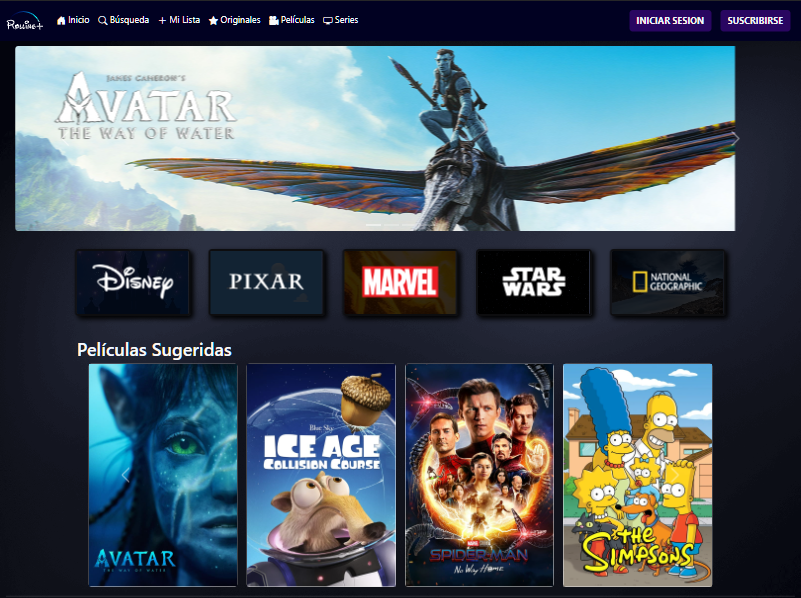 Rolling+ Inicio Búsqueda + Mi Lista Originales Películas Series INICIAR SESION SUSCRIBIRSE
JAMES CAMERON'S
AVATAR
THE WAY OF WATER
DISNEY PIXAR MARVEL STAR WARS NATIONAL GEOGRAPHIC
Películas Sugeridas
AVATAR
THE WAY OF WATER
Blue Sky
ICE AGE
COLLISION COURSE
MARVEL
SPIDER-MAN
No Way Home
THE
SIMPSONS